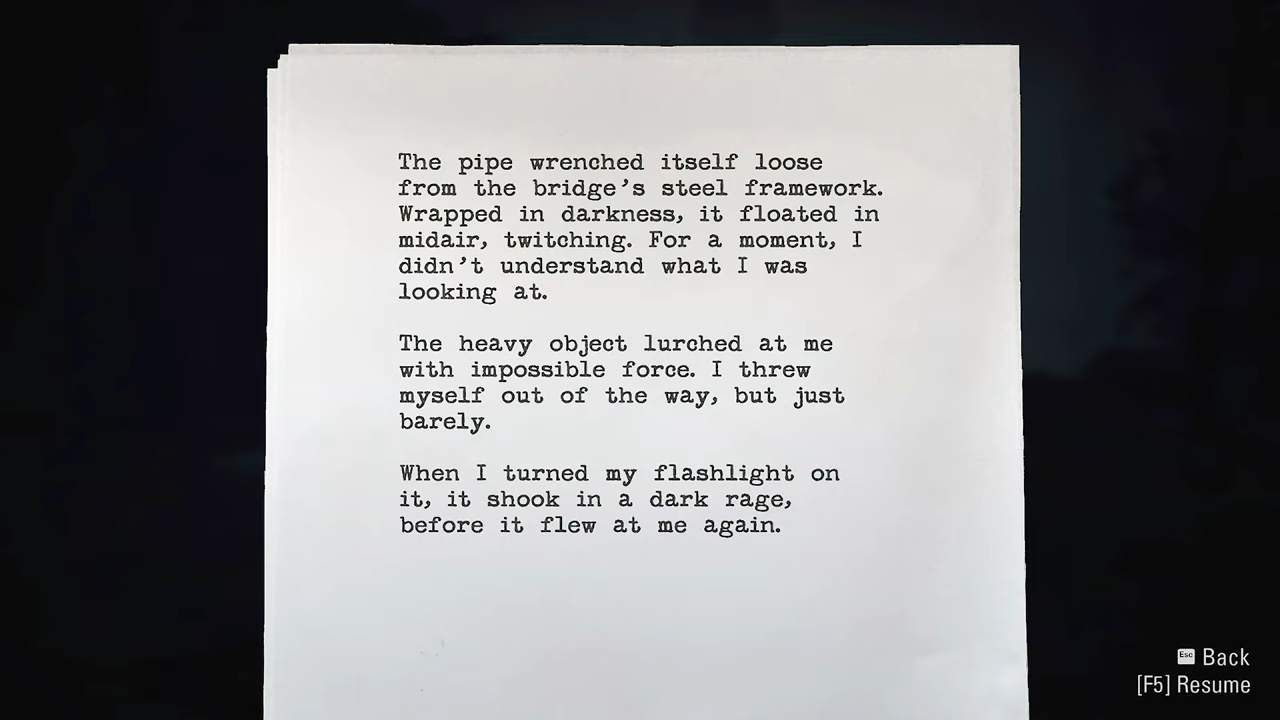 The pipe wrenched itself loose
from the bridge’s steel framework.
Wrapped in darkness, it floated in
midair, twitching. For a moment, I
didn’t understand what I was
looking at.
The heavy object lurched at me
with impossible force. I threw
myself out of the way, but just
barely.
When I turned my flashlight on
it, it shook in a dark rage,
before it flew at me again.
Esc Back
[F5] Resume